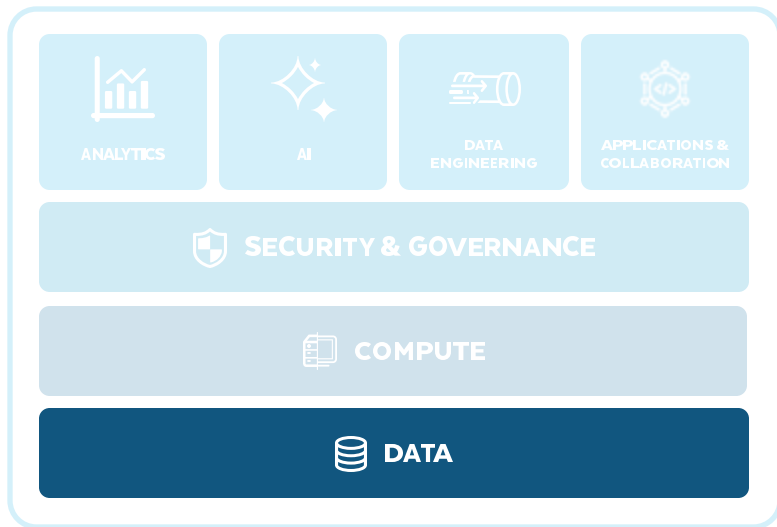 ANALYTICS
AI
DATA
ENGINEERING
APPLICATIONS &
COLLABORATION
SECURITY & GOVERNANCE
COMPUTE
DATA